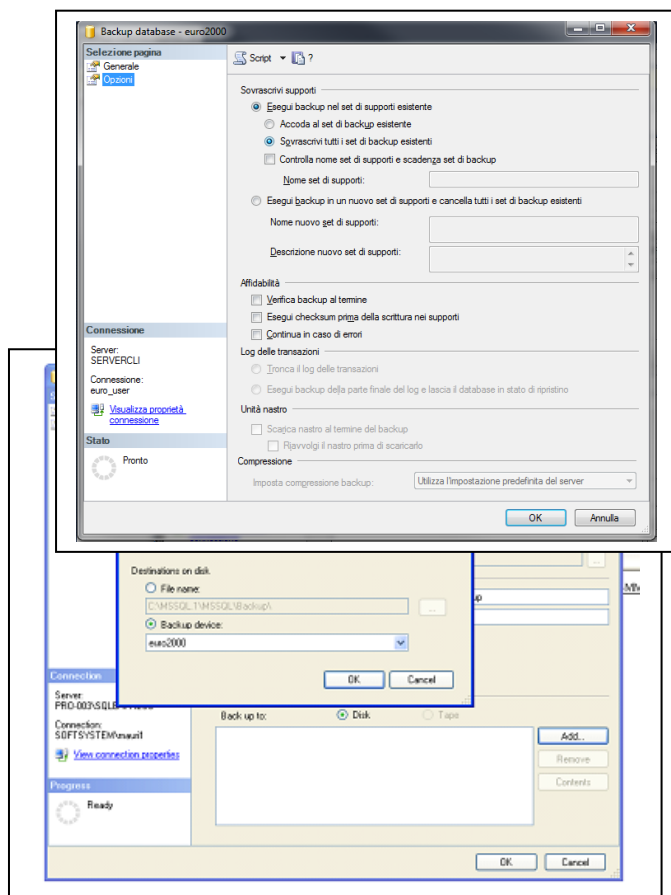 Backup database - euro2000
Selezione pagina
Generale
Opzioni
Script ?
Sovrascrivi supporti
Esegui backup nel set di supporti esistente
Accoda al set di backup esistente
Sovrascrivi tutti i set di backup esistenti
Controlla nome set di supporti e scadenza set di backup
Nome set di supporti:
Esegui backup in un nuovo set di supporti e cancella tutti i set di backup esistenti
Nome nuovo set di supporti:
Descrizione nuovo set di supporti:
Affidabilità
Verifica backup al termine
Esegui checksum prima della scrittura nei supporti
Continua in caso di errori
Log delle transazioni
Tronca il log delle transazioni
Esegui backup della parte finale del log e lascia il database in stato di ripristino
Unità nastro
Scarica nastro al termine del backup
Riavvolgi il nastro prima di scaricarlo
Compressione
Imposta compressione backup: Utilizza l'impostazione predefinita del server
Connessione
Server:
SERVERCLI
Connessione:
euro_user
Visualizza proprietà
connessione
Stato
Pronto
OK Annulla
Destinations on disk
File name:
C:\MSSQL.1\MSSQL\Backup\
...
Backup device:
euro2000
OK Cancel
...
up
Connection
Server:
Connection:
SOFTSYSTEM\maurit
View connection properties
Progress
Ready
Back up to: Disk Tape
Add...
Remove
Contents
OK Cancel